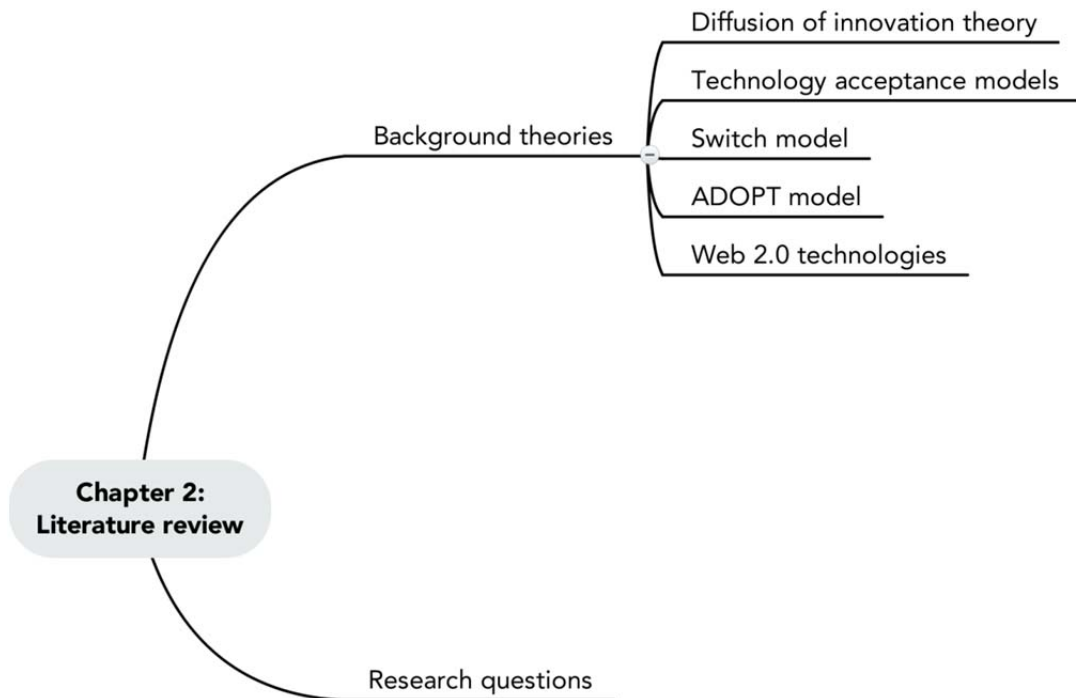 Diffusion of innovation theory
Technology acceptance models
Background theories
Switch model
ADOPT model
Web 2.0 technologies
Chapter 2:
Literature review
Research questions